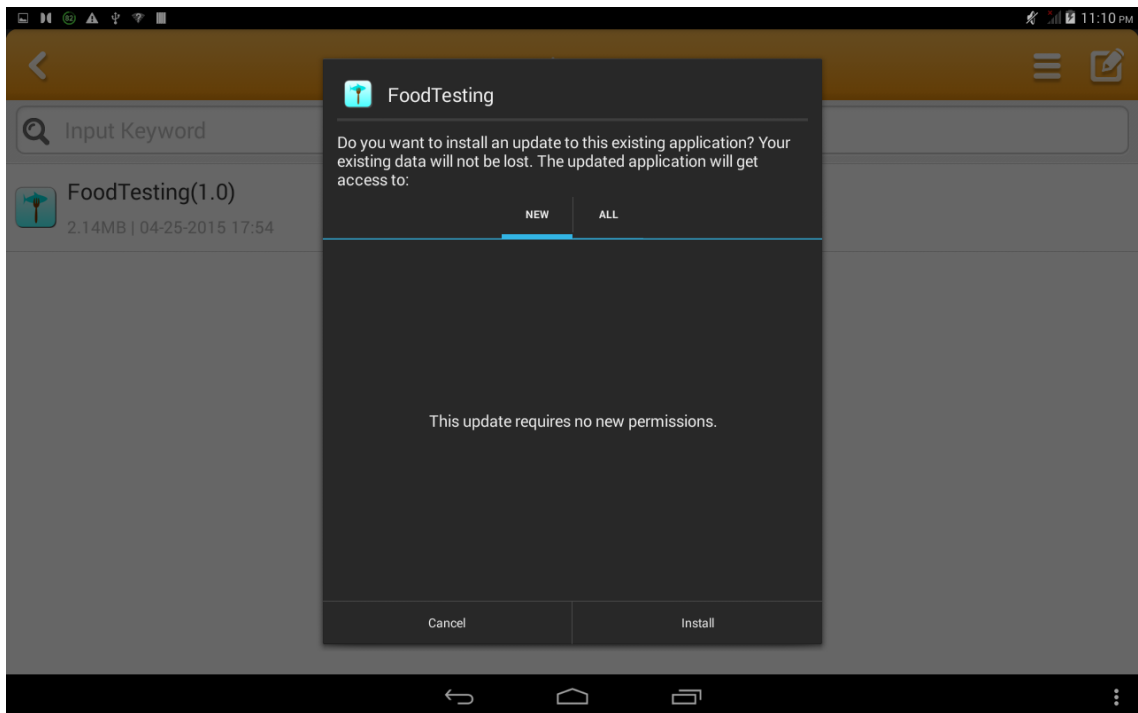 82
11:10 PM
FoodTesting
Input Keyword
Do you want to install an update to this existing application? Your
existing data will not be lost. The updated application will get
access to:
FoodTesting(1.0)
2.14MB | 04-25-2015 17:54
NEW
ALL
This update requires no new permissions.
Cancel
Install